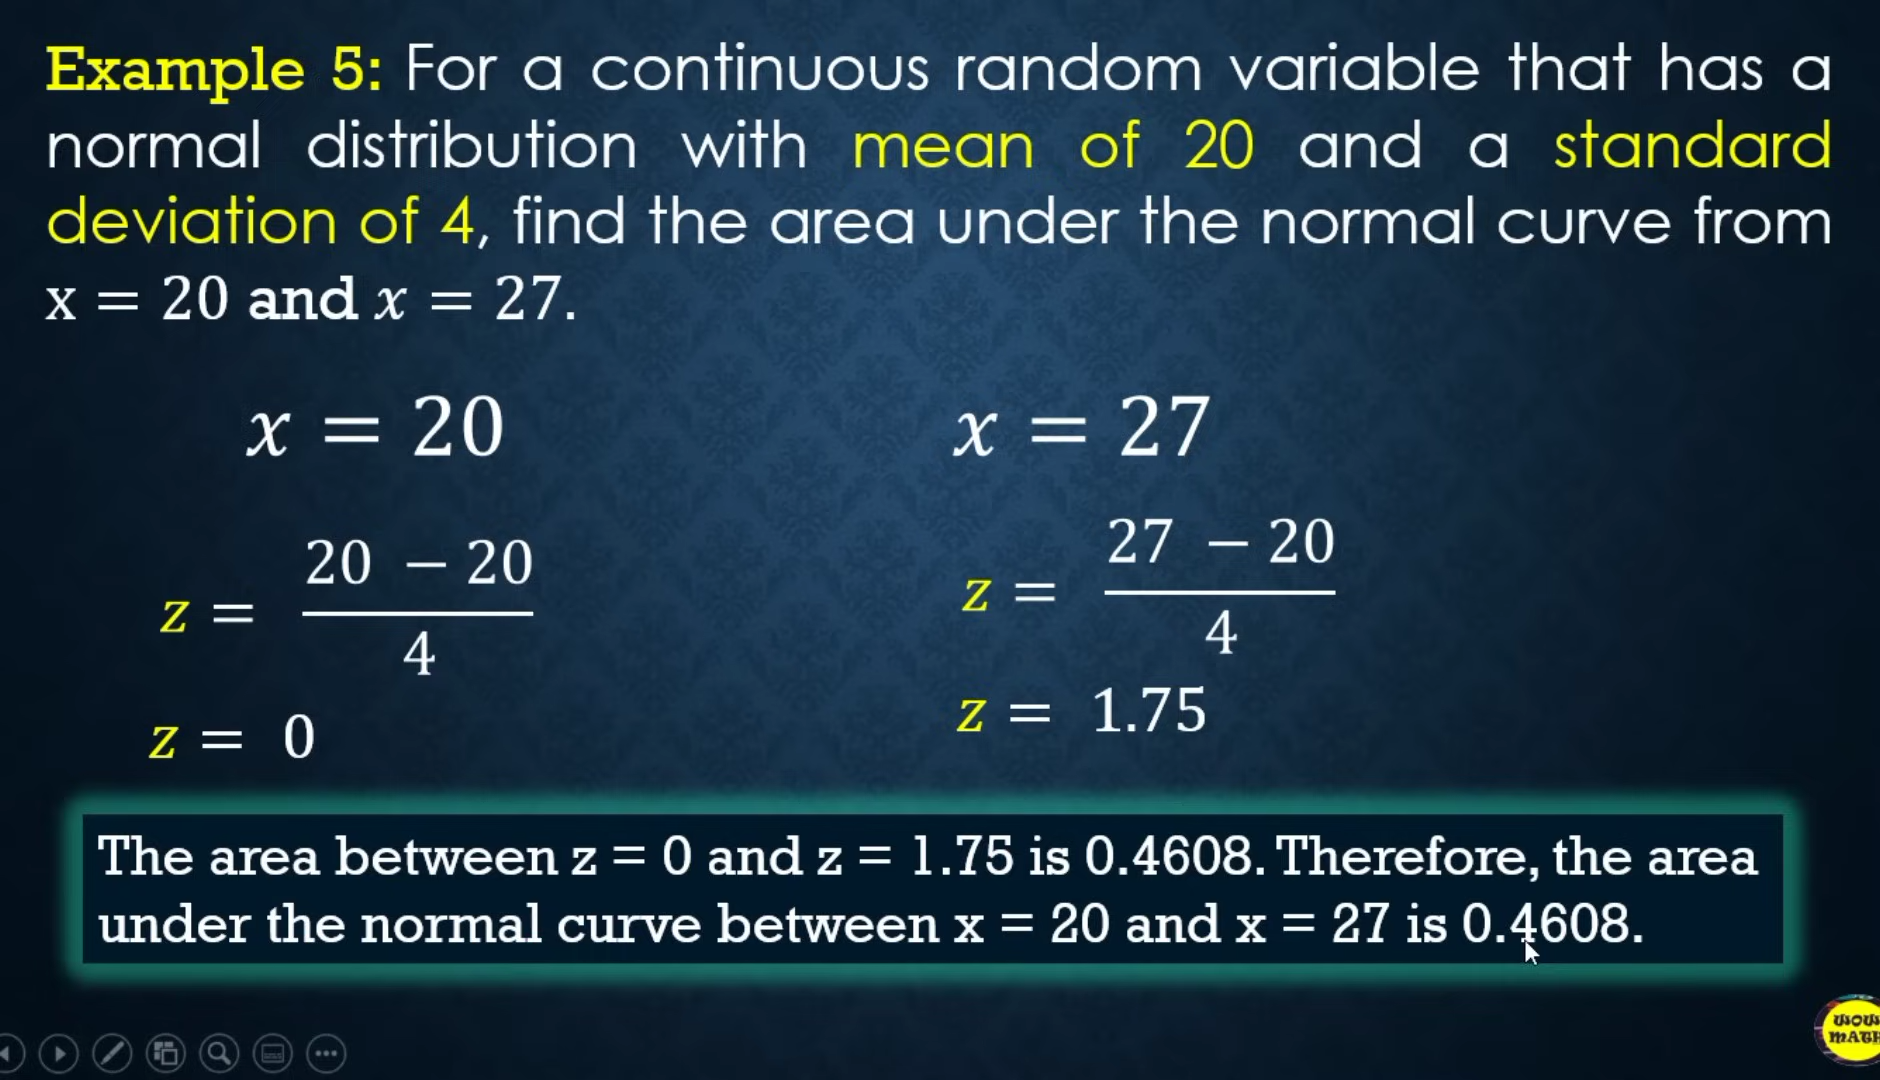 Example 5: For a continuous random variable that has a
normal distribution with mean of 20 and a standard
deviation of 4, find the area under the normal curve from
x = 20 and x = 27.
x = 20
x = 27
z = 20 − 20 / 4
z = 27 − 20 / 4
z = 0
z = 1.75
The area between z = 0 and z = 1.75 is 0.4608. Therefore, the area
under the normal curve between x = 20 and x = 27 is 0.4608.
WOW
MATH